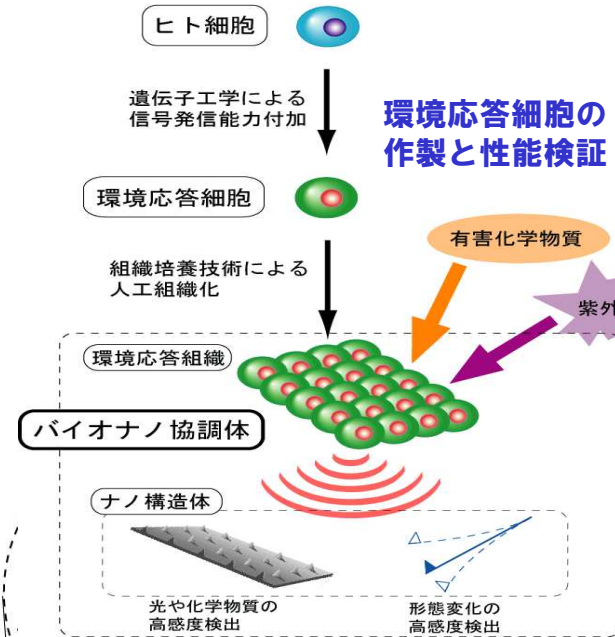 ヒト細胞
遺伝子工学による
信号発信能力付加
環境応答細胞の
作製と性能検証
環境応答細胞
有害化学物質
組織培養技術による
人工組織化
紫外
環境応答組織
バイオナノ協調体
ナノ構造体
光や化学物質の
高感度検出
形態変化の
高感度検出